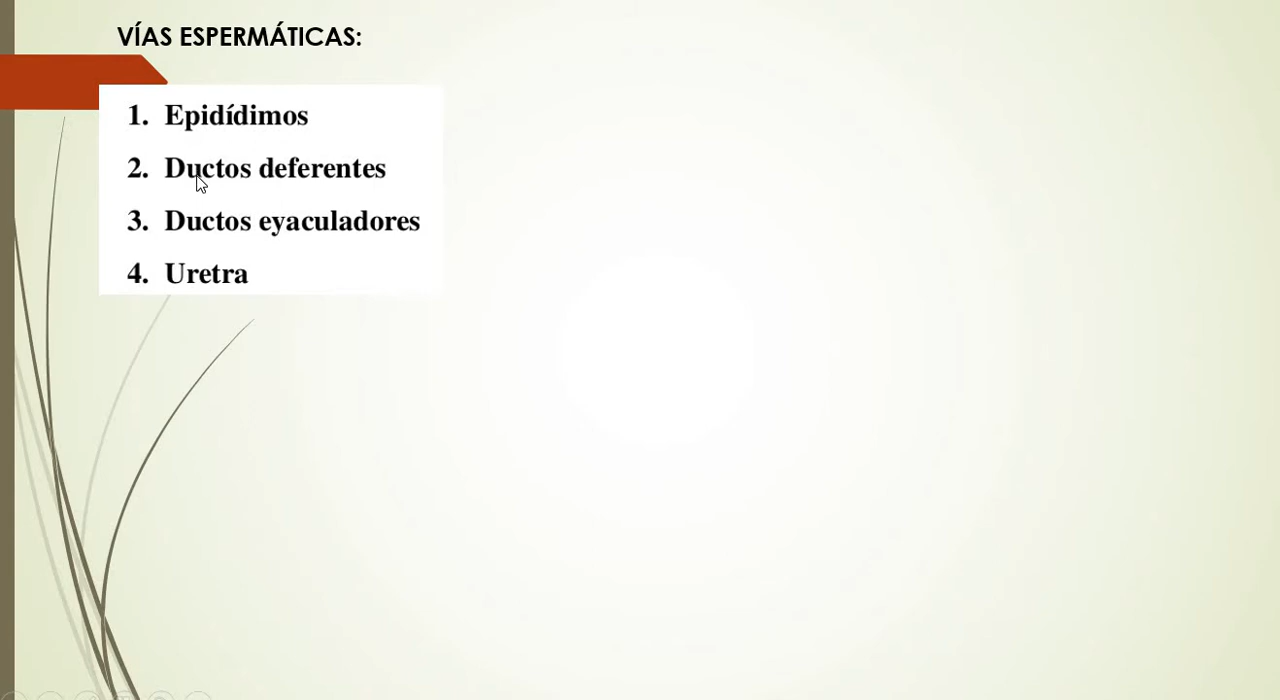 VÍAS ESPERMÁTICAS:
1. Epidídimos
2. Ductos deferentes
3. Ductos eyaculadores
4. Uretra